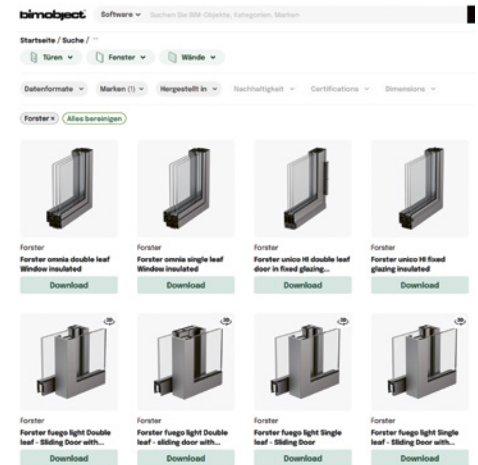 bimobject Software Suchen Sie BIM-Objekte, Kategorien, Marken
Startseite / Suche / ""
Türen Fenster Wände
Datenformate Marken (1) Hergestellt in Nachhaltigkeit Certifications Dimensions
Forster × Alles bereinigen
Forster Forster Forster Forster
Forster omnia double leaf Forster omnia single leaf Forster unico HI double leaf Forster unico HI fixed
Window insulated Window insulated door in fixed glazing... glazing insulated
Download Download Download Download
3D 3D 3D 3D
Forster Forster Forster Forster
Forster fuego light Double Forster fuego light Double Forster fuego light Single Forster fuego light Single
leaf - Sliding Door with... leaf - sliding door with... leaf - Sliding Door leaf - Sliding Door with...
Download Download Download Download